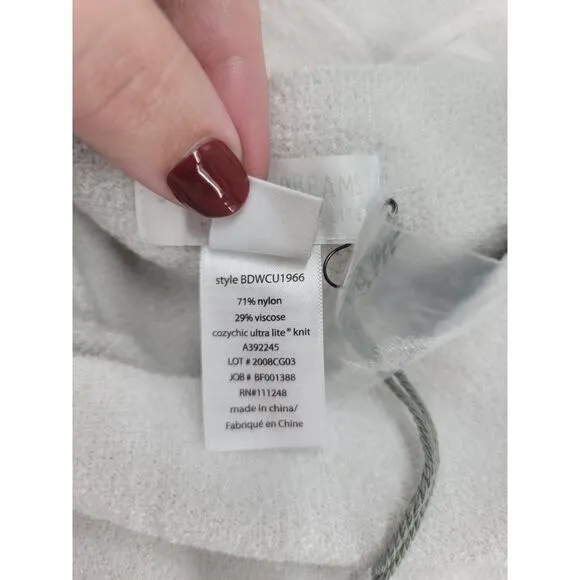 style BDWCU1966
71% nylon
29% viscose
cozychic ultra lite® knit
A392245
LOT # 2008CG03
JOB # BF001388
RN#111248
made in china/
Fabriqué en Chine